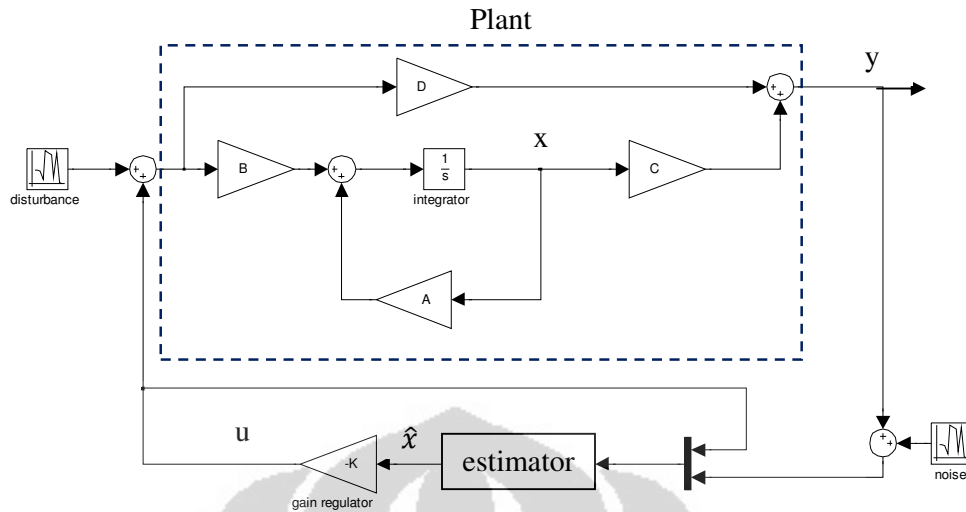 Plant
y
D
+
+
x
B
+
+
+
+
1
s
C
disturbance
integrator
A
u
x̂
+
+
-K
estimator
gain regulator
noise